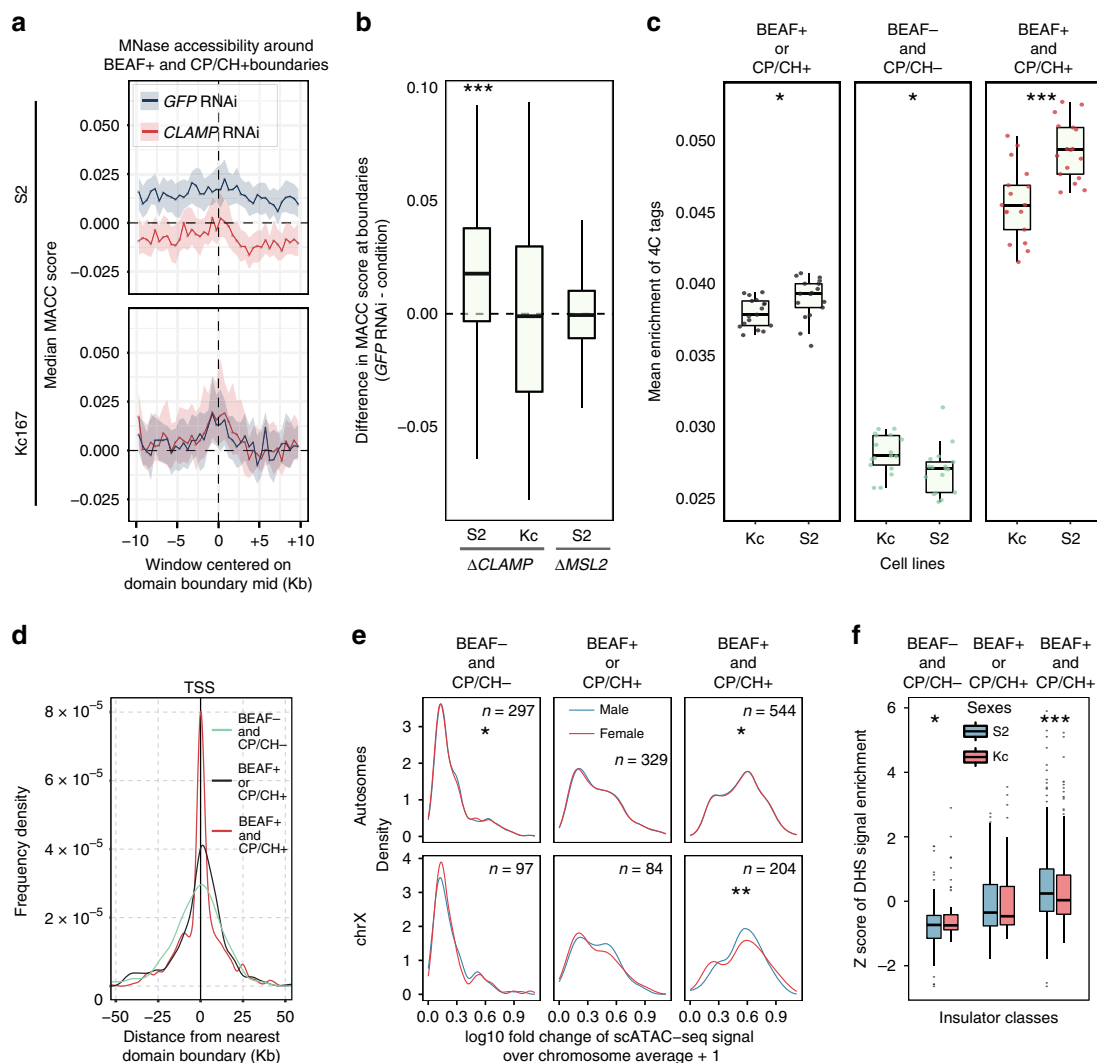 a
MNase accessibility around
BEAF+ and CP/CH+boundaries
S2
Kc167
Median MACC score
GFP RNAi
CLAMP RNAi
0.050
0.025
0.000
−0.025
0.050
0.025
0.000
−0.025
−10
−5
0
+5
+10
Window centered on
domain boundary mid (Kb)
b
Difference in MACC score at boundaries
(GFP RNAi - condition)
0.10
0.05
0.00
−0.05
***
S2
Kc
S2
ΔCLAMP
ΔMSL2
c
BEAF+
or
CP/CH+
BEAF−
and
CP/CH−
BEAF+
and
CP/CH+
*
*
***
Mean enrichment of 4C tags
0.050
0.045
0.040
0.035
0.030
0.025
Kc
S2
Kc
S2
Kc
S2
Cell lines
d
TSS
Frequency density
8 × 10−5
6 × 10−5
4 × 10−5
2 × 10−5
0
BEAF−
and
CP/CH−
BEAF+
or
CP/CH+
BEAF+
and
CP/CH+
−50
−25
0
25
50
Distance from nearest
domain boundary (Kb)
e
BEAF−
and
CP/CH−
BEAF+
or
CP/CH+
BEAF+
and
CP/CH+
Autosomes
chrX
Density
3
2
1
0
4
3
2
1
0
n = 297
*
Male
Female
n = 329
n = 544
*
n = 97
n = 84
n = 204
**
0.0
0.3
0.6
0.9
0.0
0.3
0.6
0.9
0.0
0.3
0.6
0.9
log10 fold change of scATAC−seq signal
over chromosome average + 1
f
BEAF−
and
CP/CH−
BEAF+
or
CP/CH+
BEAF+
and
CP/CH+
Z score of DHS signal enrichment
6
4
2
0
−2
*
***
Sexes
S2
Kc
Insulator classes